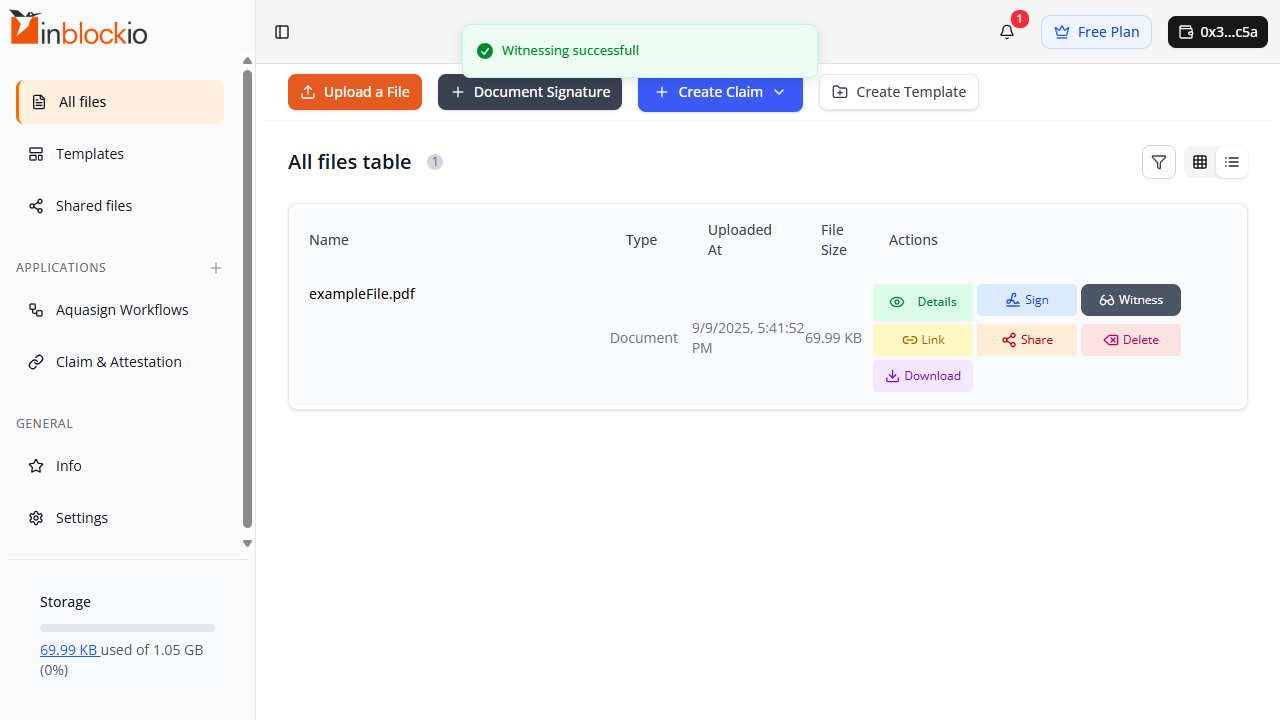 inblockio
1
Free Plan
0x3...c5a
Witnessing successfull
Upload a File
Document Signature
Create Claim
Create Template
All files
Templates
Shared files
APPLICATIONS
Aquasign Workflows
Claim & Attestation
GENERAL
Info
Settings
Storage
69.99 KB used of 1.05 GB
(0%)
All files table 1
Name
Type
Uploaded
At
File
Size
Actions
exampleFile.pdf
Document
9/9/2025, 5:41:52
PM
69.99 KB
Details
Sign
Witness
Link
Share
Delete
Download